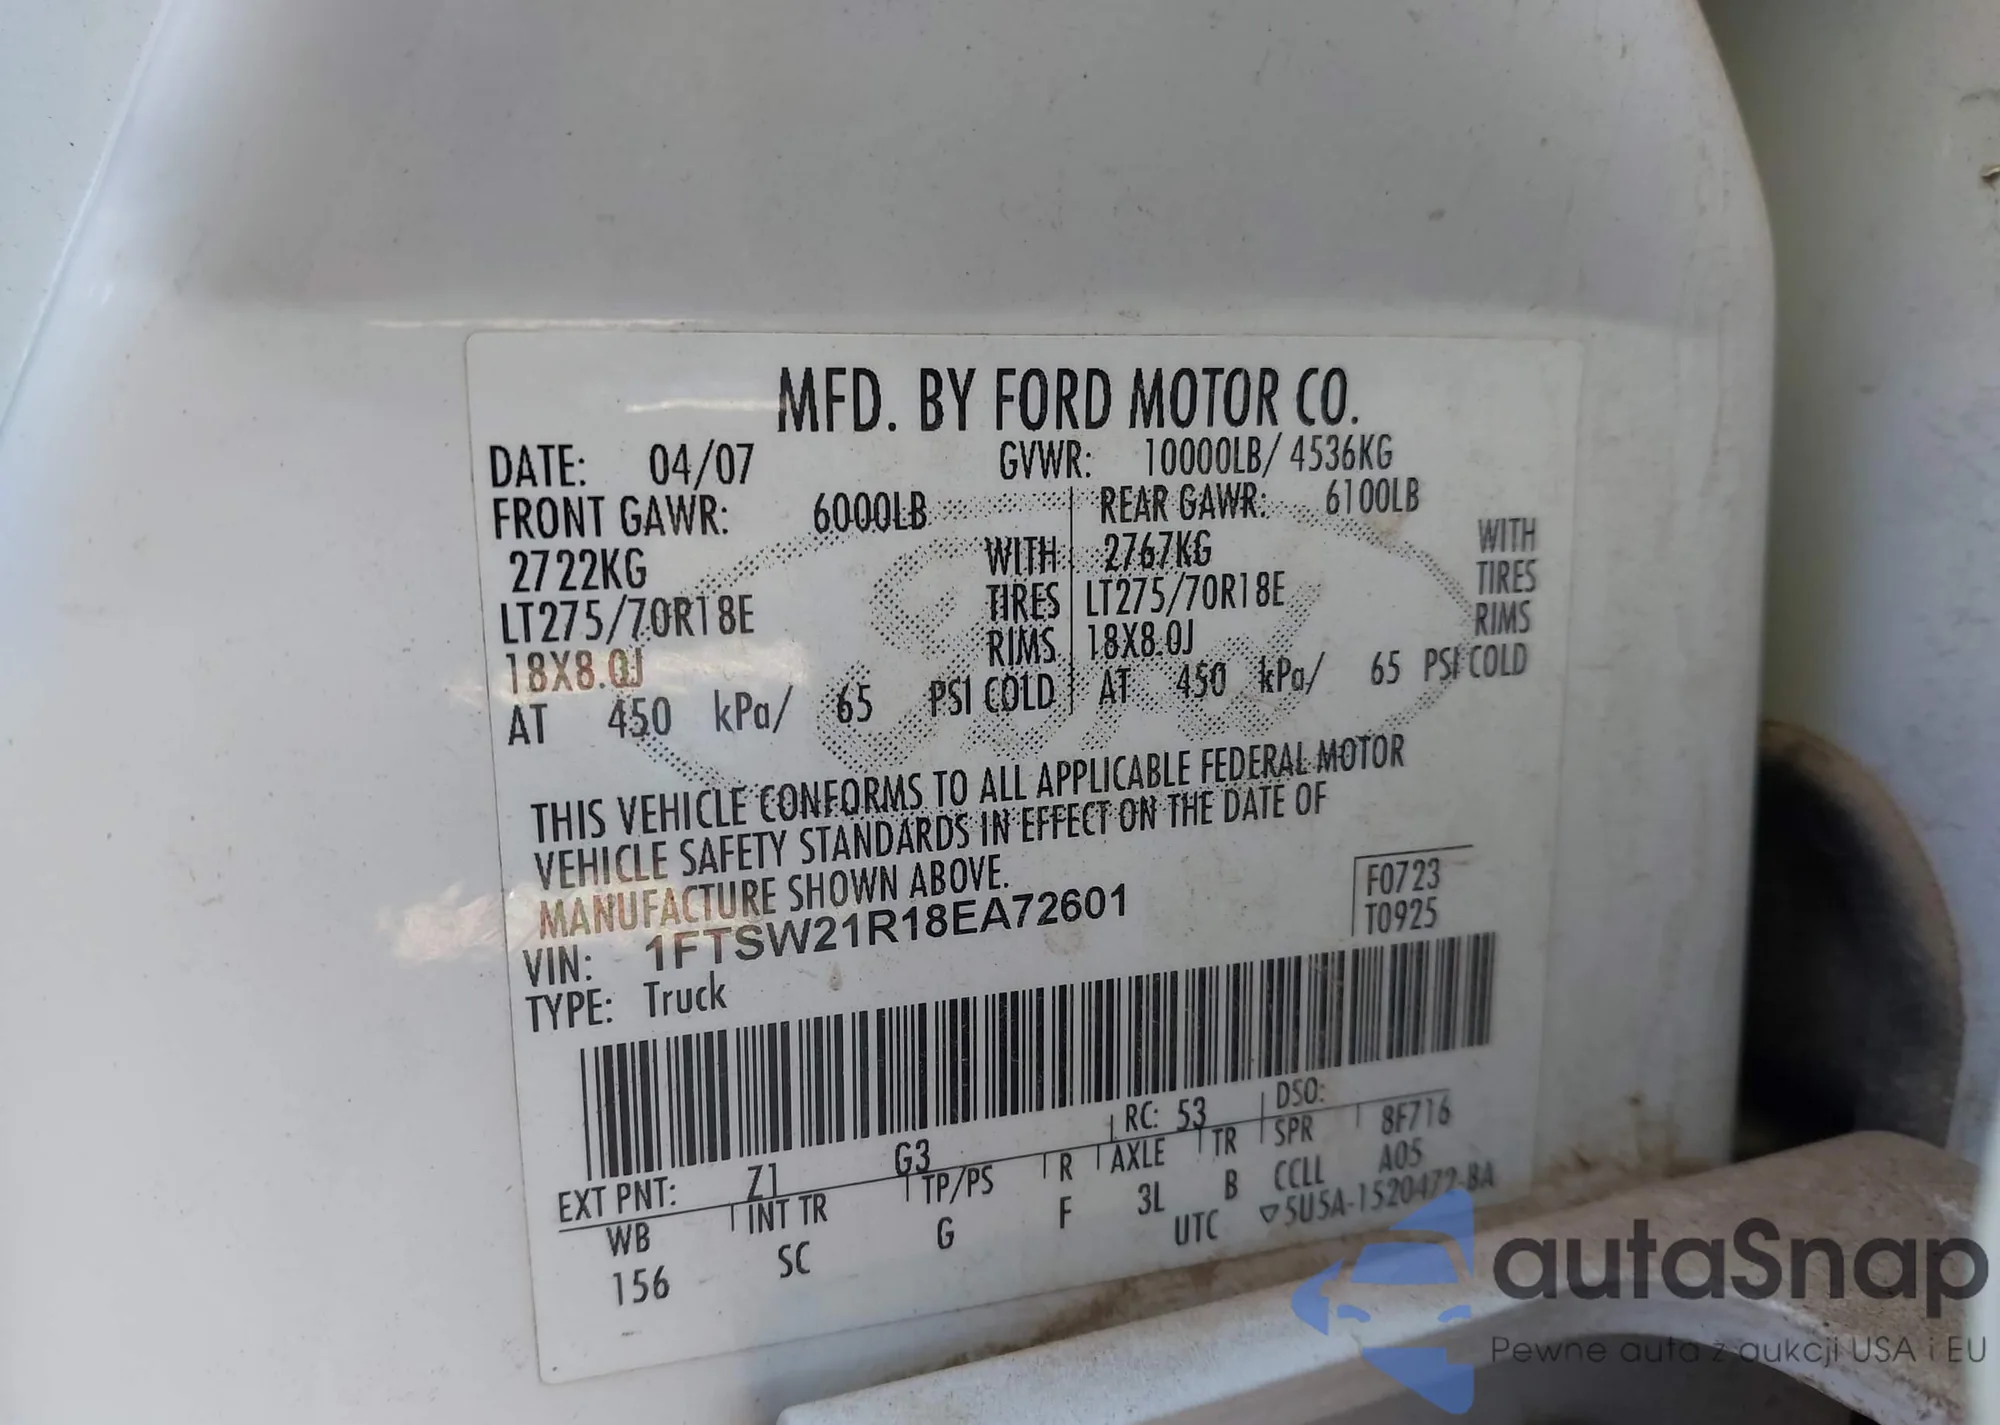 MFD. BY FORD MOTOR CO.
DATE: 04/07 GVWR: 10000LB/ 4536KG
FRONT GAWR: 6000LB REAR GAWR: 6100LB
2722KG WITH 2767KG WITH
LT275/70R18E TIRES LT275/70R18E TIRES
18X8.0J RIMS 18X8.0J RIMS
AT 450 kPa/ 65 PSI COLD AT 450 kPa/ 65 PSI COLD
THIS VEHICLE CONFORMS TO ALL APPLICABLE FEDERAL MOTOR
VEHICLE SAFETY STANDARDS IN EFFECT ON THE DATE OF
MANUFACTURE SHOWN ABOVE.
F0723
T0925
VIN: 1FTSW21R18EA72601
TYPE: Truck
EXT PNT: Z1 G3 RC: 53 DSO:
WB INT TR TP/PS R AXLE TR SPR 8F716
156 SC G F 3L B CCLL A05
UTC ▽5U5A-1520472-BA
autaSnap
Pewne auta z aukcji USA i EU